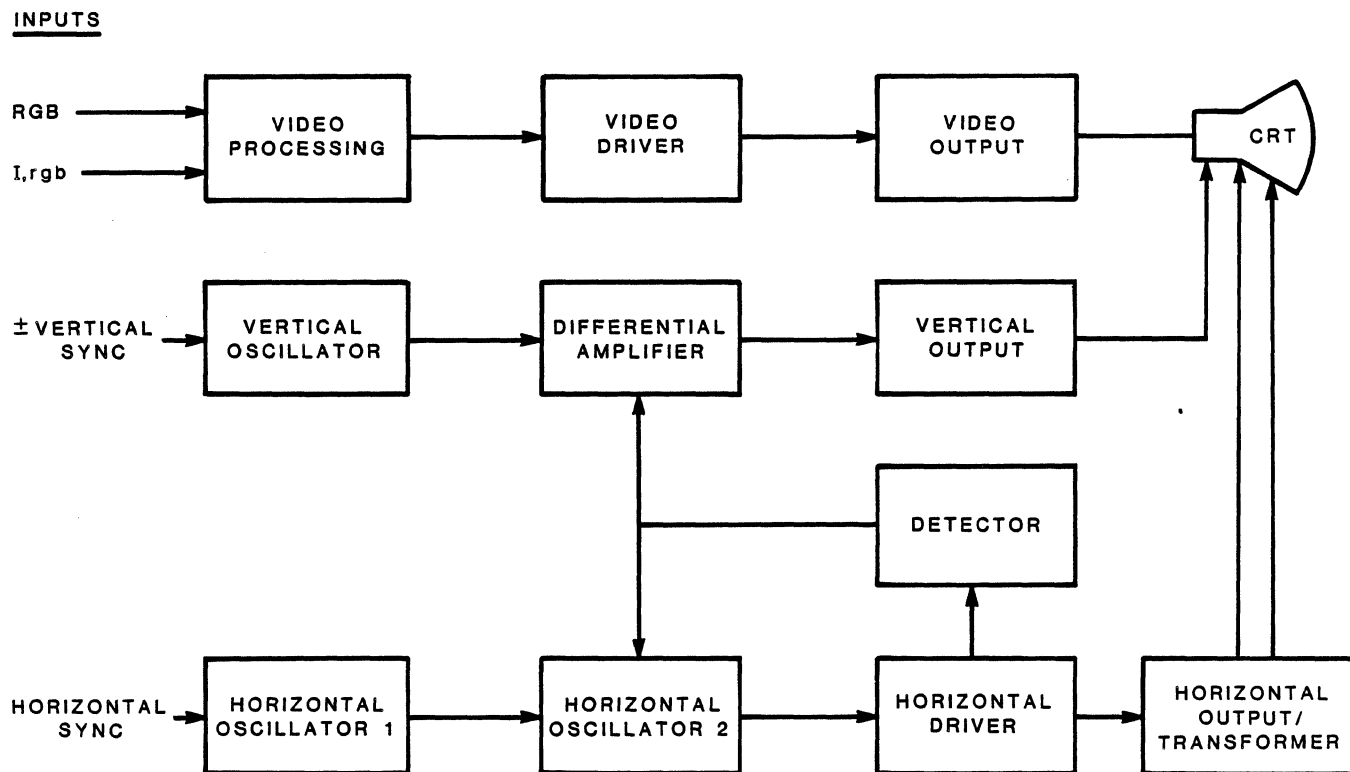 INPUTS
RGB
I,rgb
VIDEO
PROCESSING
VIDEO
DRIVER
VIDEO
OUTPUT
CRT
± VERTICAL
SYNC
VERTICAL
OSCILLATOR
DIFFERENTIAL
AMPLIFIER
VERTICAL
OUTPUT
DETECTOR
HORIZONTAL
SYNC
HORIZONTAL
OSCILLATOR 1
HORIZONTAL
OSCILLATOR 2
HORIZONTAL
DRIVER
HORIZONTAL
OUTPUT/
TRANSFORMER